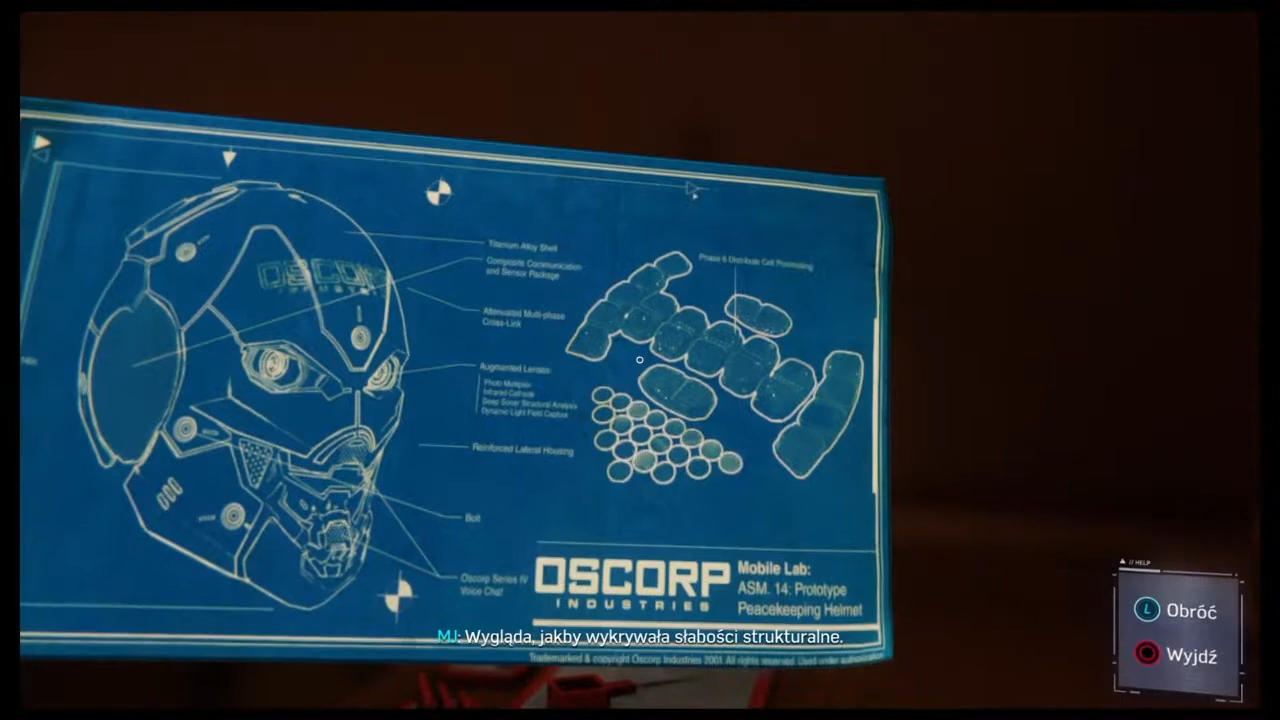 OSCORP
INDUSTRIES
Titanium Alloy Shell
Composite Communication
and Sensor Package
Attenuated Multi-phase
Cross-Link
Augmented Lenses
Photo Multiplex
Infrared Cathode
Deep Sonar Structural Analysis
Dynamic Light Field Capture
Reinforced Lateral Housing
Bolt
Oscorp Series IV
Voice Chat
Phase 6 Distribute Cell Processing
OSCORP
INDUSTRIES
Mobile Lab:
ASM. 14: Prototype
Peacekeeping Helmet
MJ: Wygląda, jakby wykrywała słabości strukturalne.
Trademarked & copyright Oscorp Industries 2001 All rights reserved. Used under
// HELP
L Obróć
Wyjdź